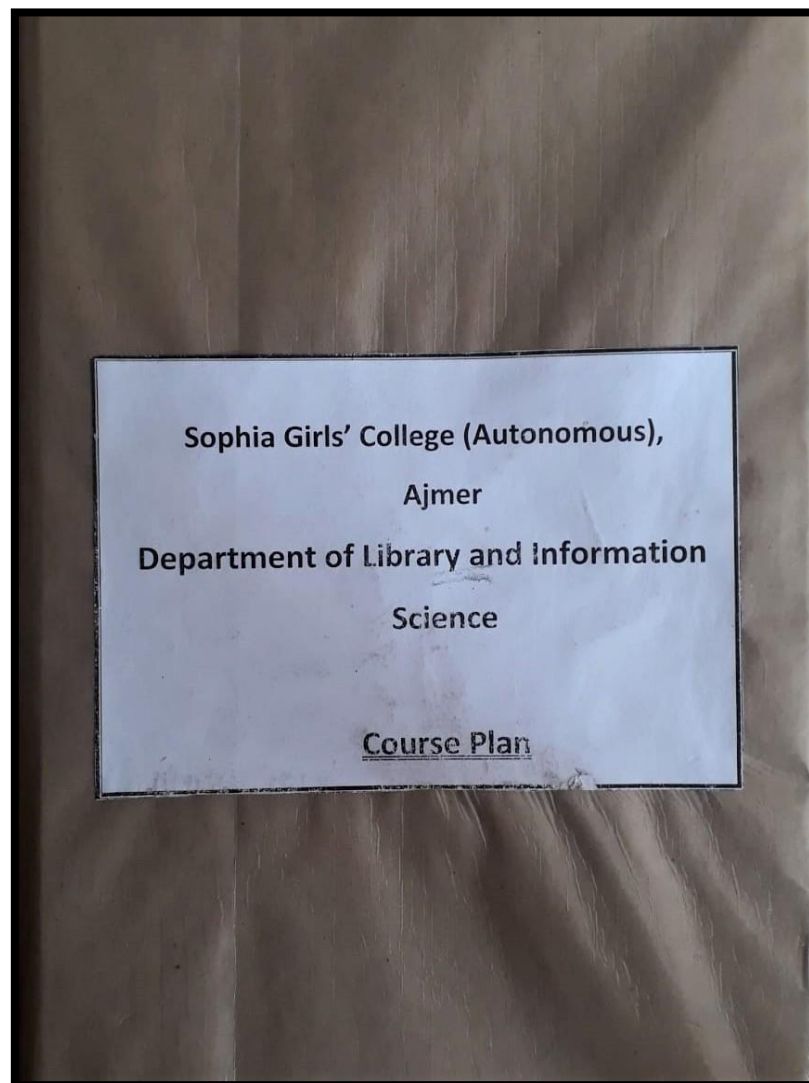 Sophia Girls' College (Autonomous),
Ajmer
Department of Library and Information
Science
Course Plan